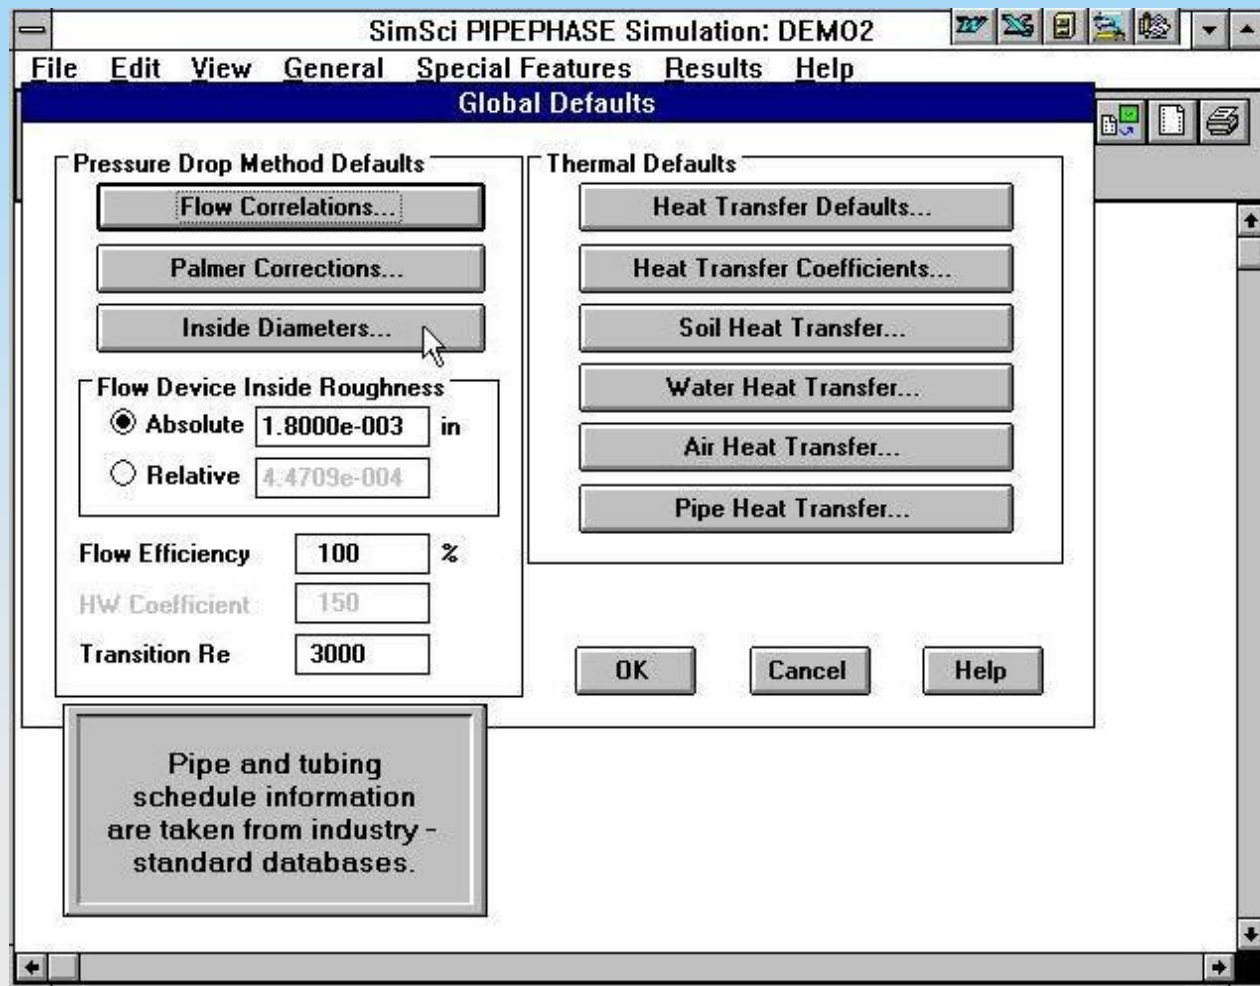 SimSci PIPEPHASE Simulation: DEMO2
File Edit View General Special Features Results Help
Global Defaults
Pressure Drop Method Defaults
Flow Correlations...
Palmer Corrections...
Inside Diameters...
Flow Device Inside Roughness
Absolute 1.8000e-003 in
Relative 4.4709e-004
Flow Efficiency 100 %
HW Coefficient 150
Transition Re 3000
Thermal Defaults
Heat Transfer Defaults...
Heat Transfer Coefficients...
Soil Heat Transfer...
Water Heat Transfer...
Air Heat Transfer...
Pipe Heat Transfer...
OK Cancel Help
Pipe and tubing
schedule information
are taken from industry -
standard databases.